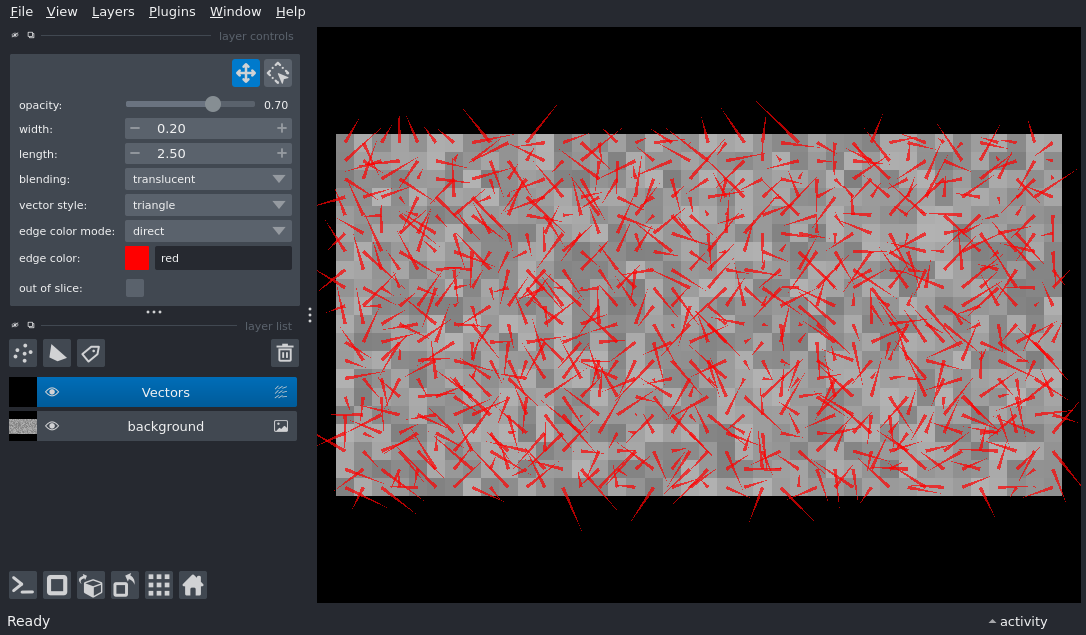 File View Layers Plugins Window Help
layer controls
opacity: 0.70
width: 0.20
length: 2.50
blending: translucent
vector style: triangle
edge color mode: direct
edge color: red
out of slice:
layer list
Vectors
background
Ready
activity